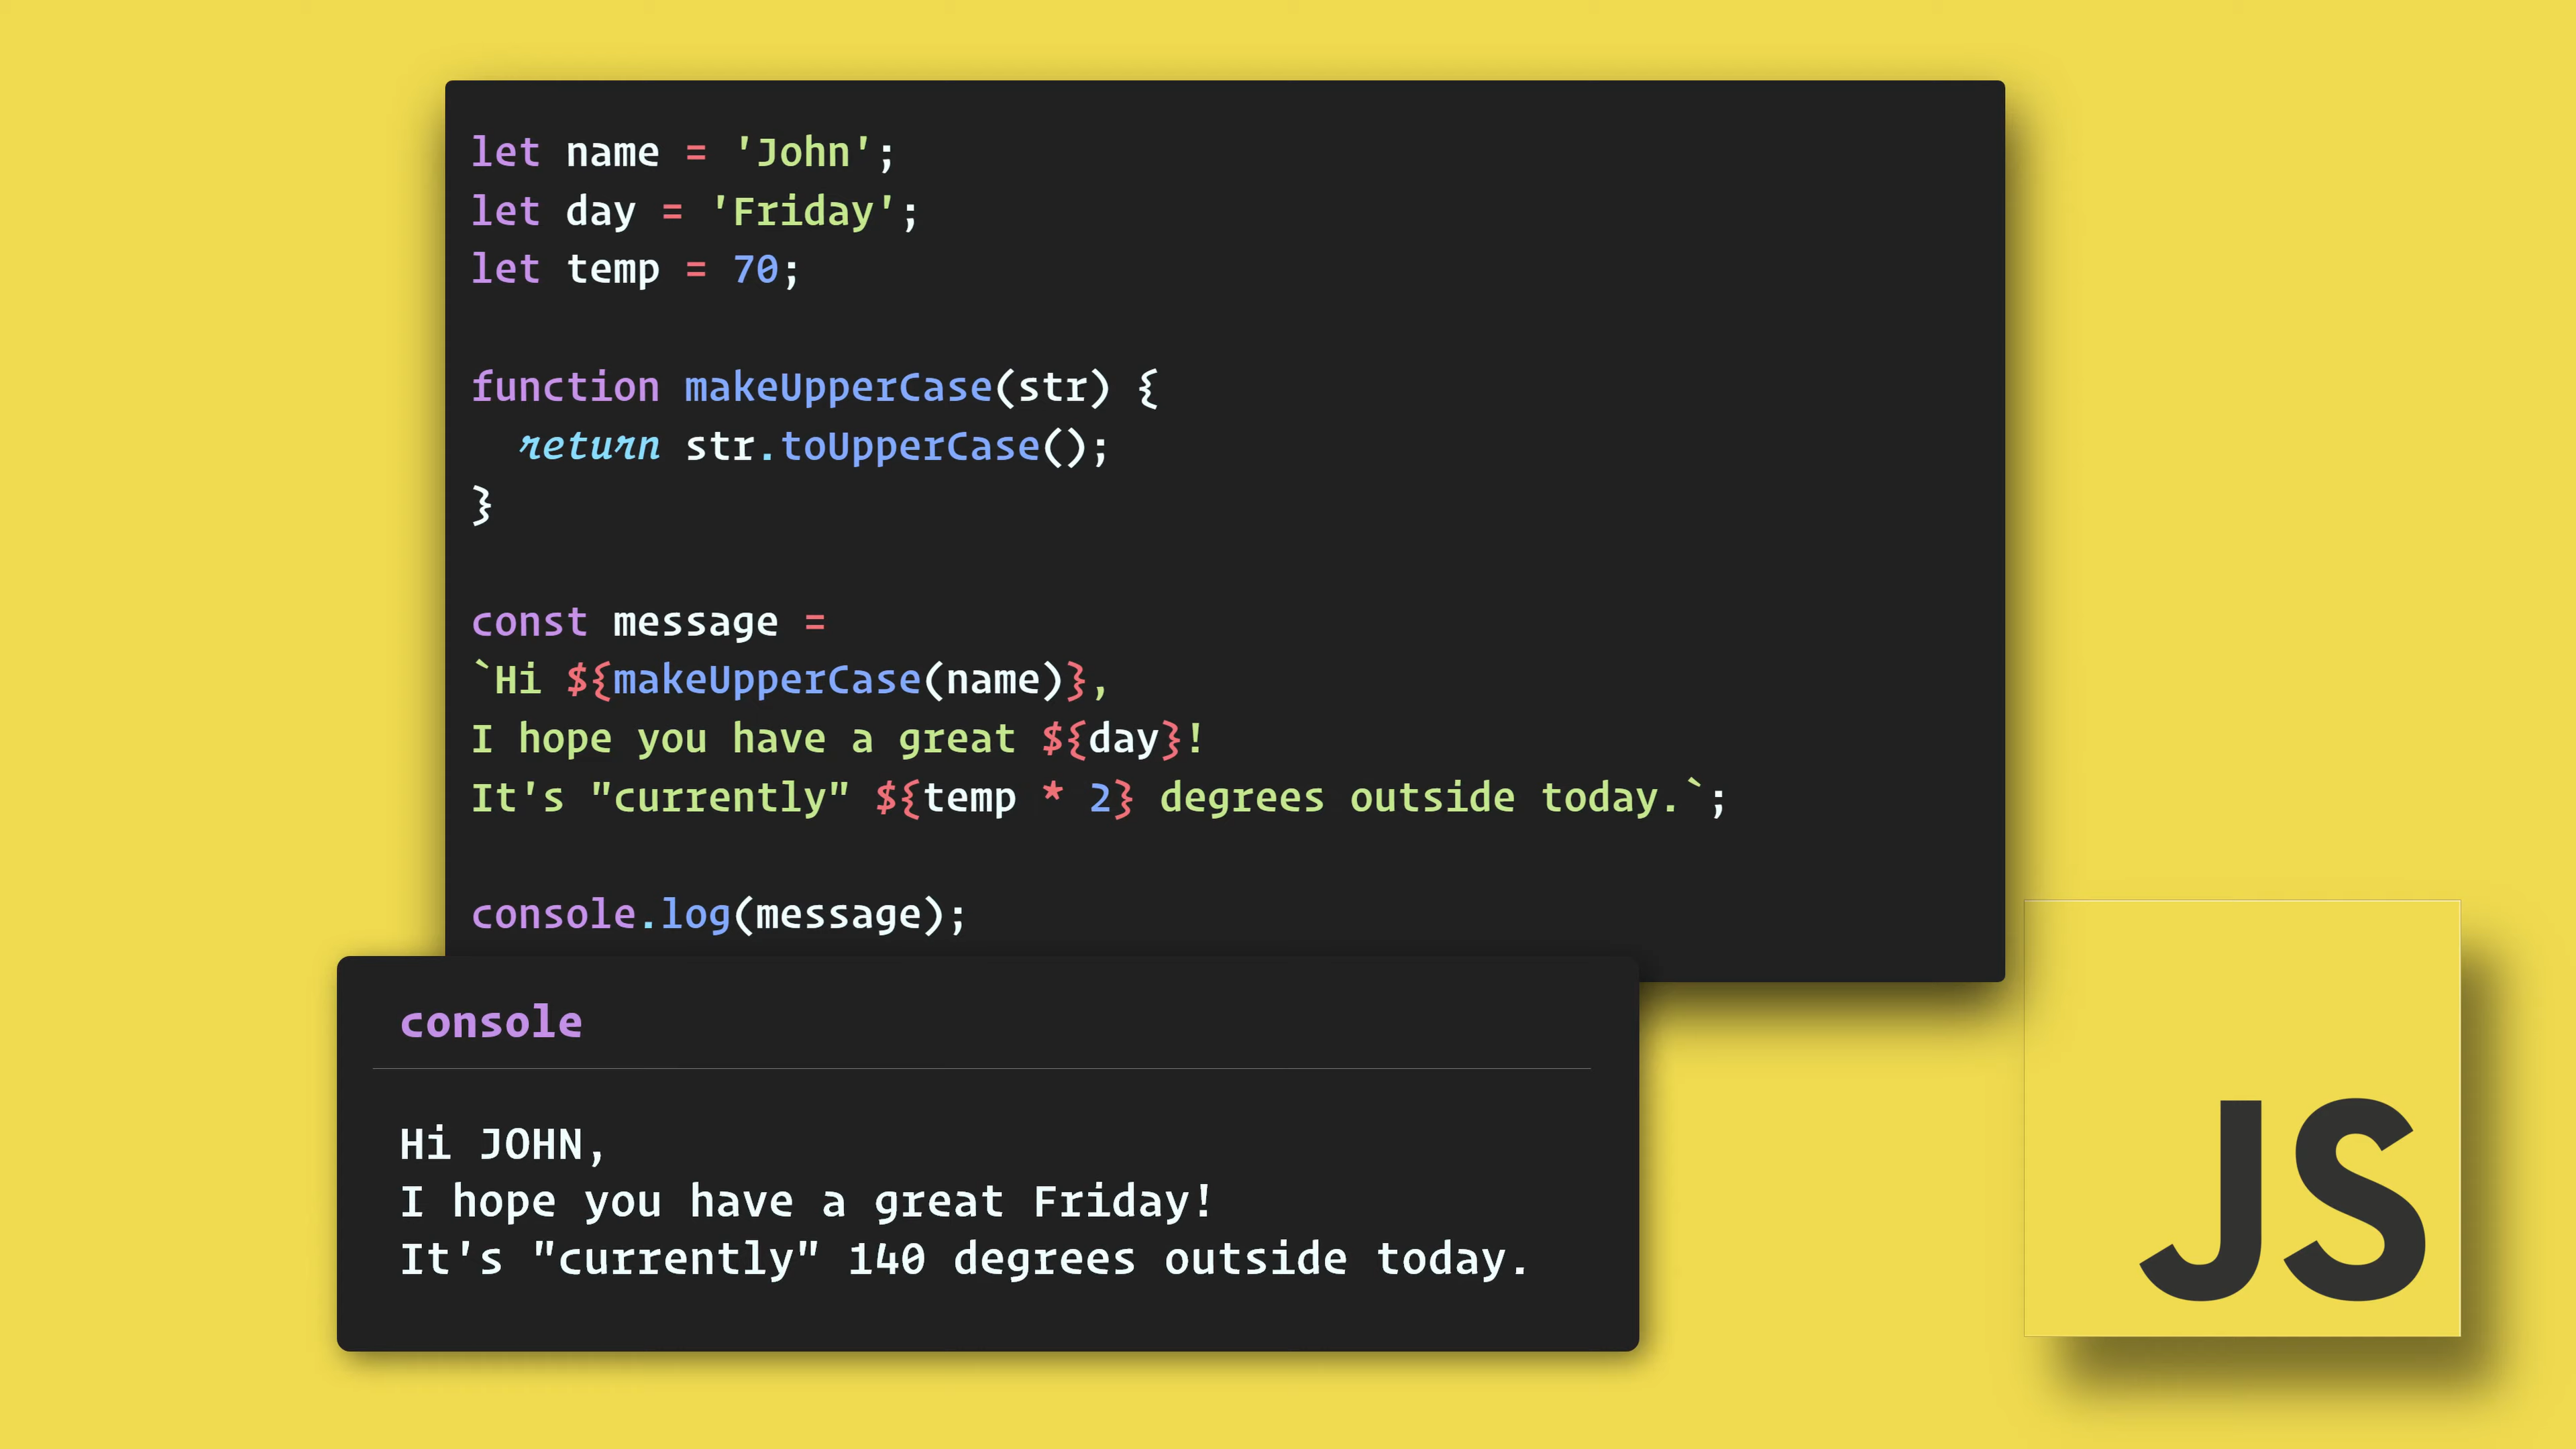 let name = 'John';
let day = 'Friday';
let temp = 70;
function makeUpperCase(str) {
  return str.toUpperCase();
}
const message =
`Hi ${makeUpperCase(name)},
I hope you have a great ${day}!
It's "currently" ${temp * 2} degrees outside today.`;
console.log(message);
console
Hi JOHN,
I hope you have a great Friday!
It's "currently" 140 degrees outside today.
JS